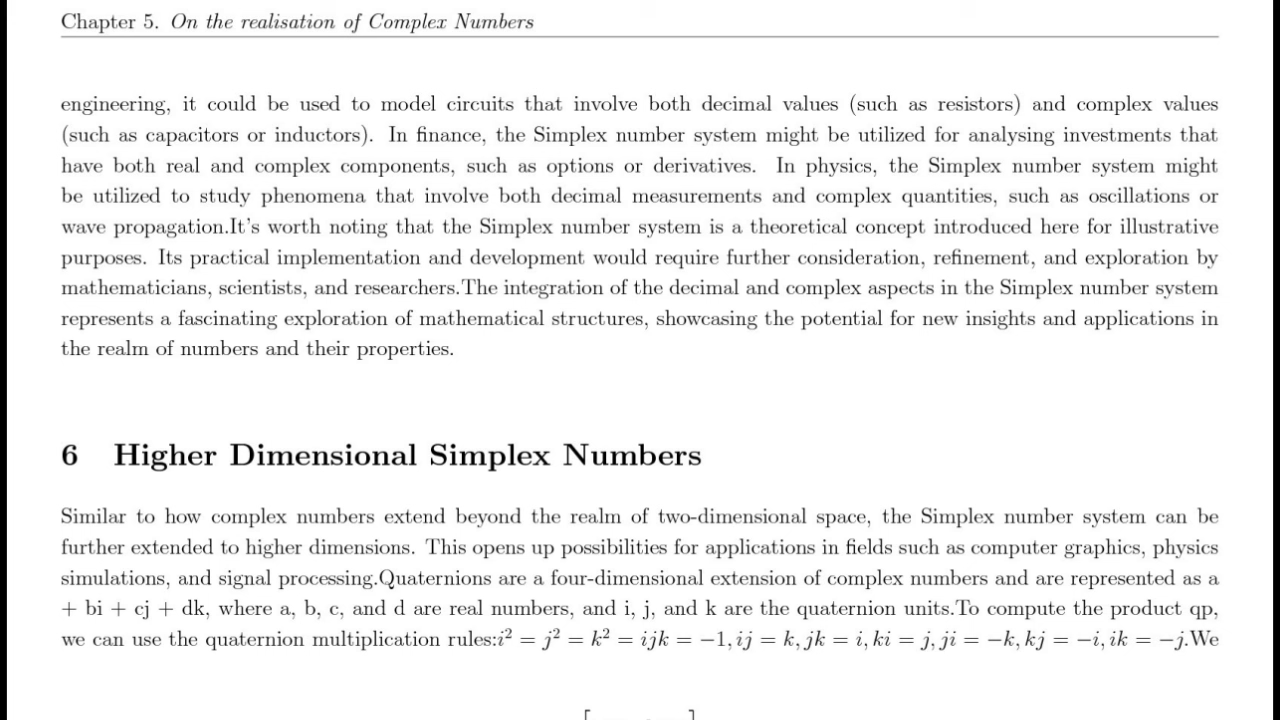 Chapter 5. On the realisation of Complex Numbers
engineering, it could be used to model circuits that involve both decimal values (such as resistors) and complex values
(such as capacitors or inductors). In finance, the Simplex number system might be utilized for analysing investments that
have both real and complex components, such as options or derivatives. In physics, the Simplex number system might
be utilized to study phenomena that involve both decimal measurements and complex quantities, such as oscillations or
wave propagation.It's worth noting that the Simplex number system is a theoretical concept introduced here for illustrative
purposes. Its practical implementation and development would require further consideration, refinement, and exploration by
mathematicians, scientists, and researchers.The integration of the decimal and complex aspects in the Simplex number system
represents a fascinating exploration of mathematical structures, showcasing the potential for new insights and applications in
the realm of numbers and their properties.
6 Higher Dimensional Simplex Numbers
Similar to how complex numbers extend beyond the realm of two-dimensional space, the Simplex number system can be
further extended to higher dimensions. This opens up possibilities for applications in fields such as computer graphics, physics
simulations, and signal processing.Quaternions are a four-dimensional extension of complex numbers and are represented as a
+ bi + cj + dk, where a, b, c, and d are real numbers, and i, j, and k are the quaternion units.To compute the product qp,
we can use the quaternion multiplication rules:i² = j² = k² = ijk = −1, ij = k, jk = i, ki = j, ji = −k, kj = −i, ik = −j.We